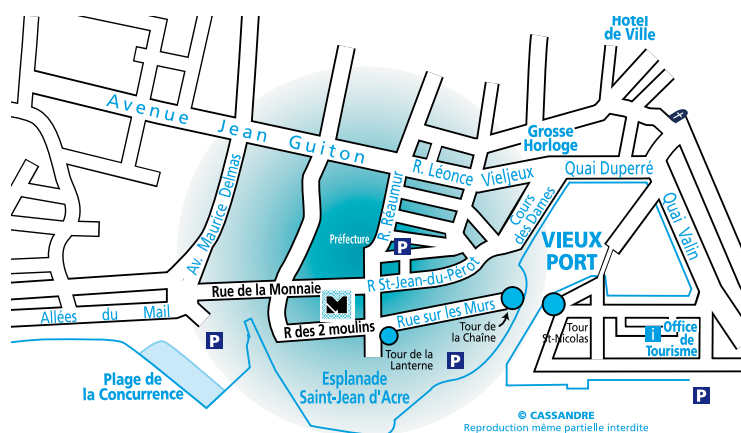 Hôtel
de Ville
Avenue Jean Guiton
Grosse
Horloge
R. Léonce Vieljeux
Quai Duperré
Av. Maurice Delmas
R. Réaumur
Cours
des Dames
Quai Valin
Préfecture
P
VIEUX
PORT
Rue de la Monnaie
R St-Jean-du-Pérot
Allées du Mail
M
R des 2 moulins
Rue sur les Murs
P
Tour de
la Chaîne
Tour
St-Nicolas
i Office
de
Tourisme
Tour de la
Lanterne
P
Plage de
la Concurrence
Esplanade
Saint-Jean d'Acre
P
© CASSANDRE
Reproduction même partielle interdite